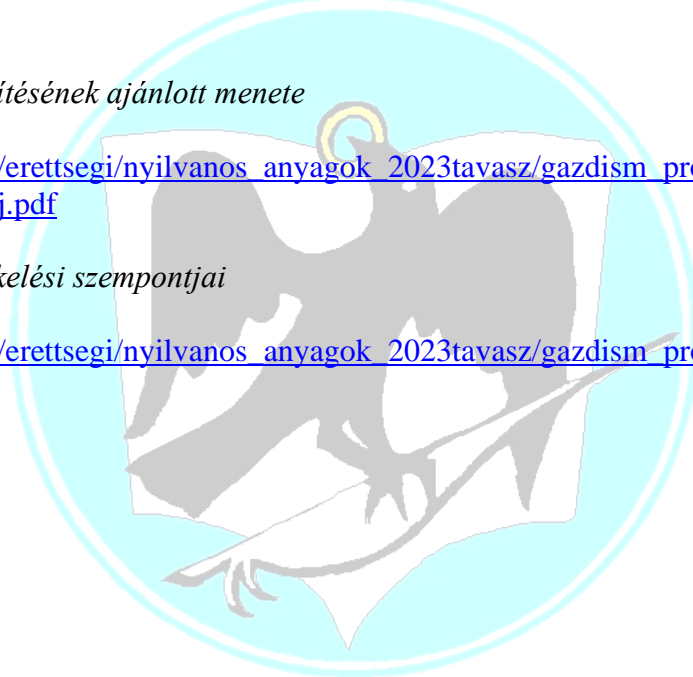 ítésének ajánlott menete
/erettsegi/nyilvanos_anyagok_2023tavasz/gazdism_pr
j.pdf
kelési szempontjai
/erettsegi/nyilvanos_anyagok_2023tavasz/gazdism_pr